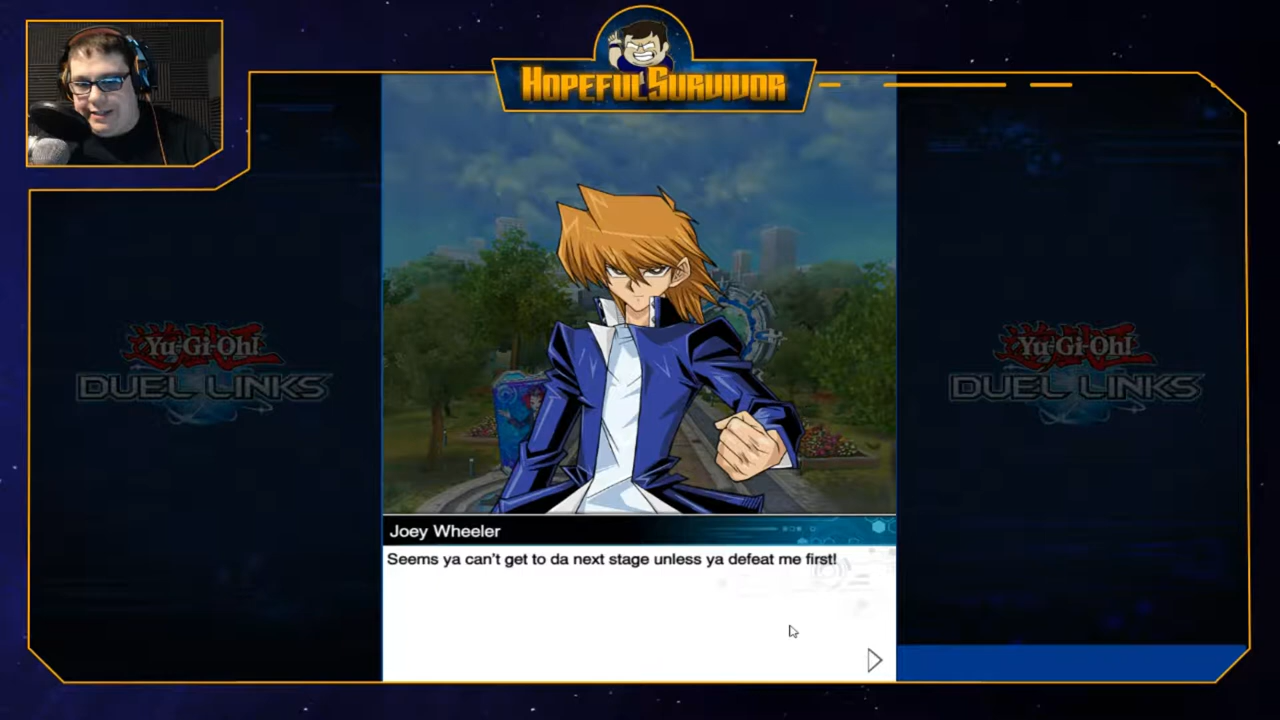 HOPEFULSURVIVOR
Yu-Gi-Oh!
DUEL LINKS
Yu-Gi-Oh!
DUEL LINKS
Joey Wheeler
Seems ya can't get to da next stage unless ya defeat me first!